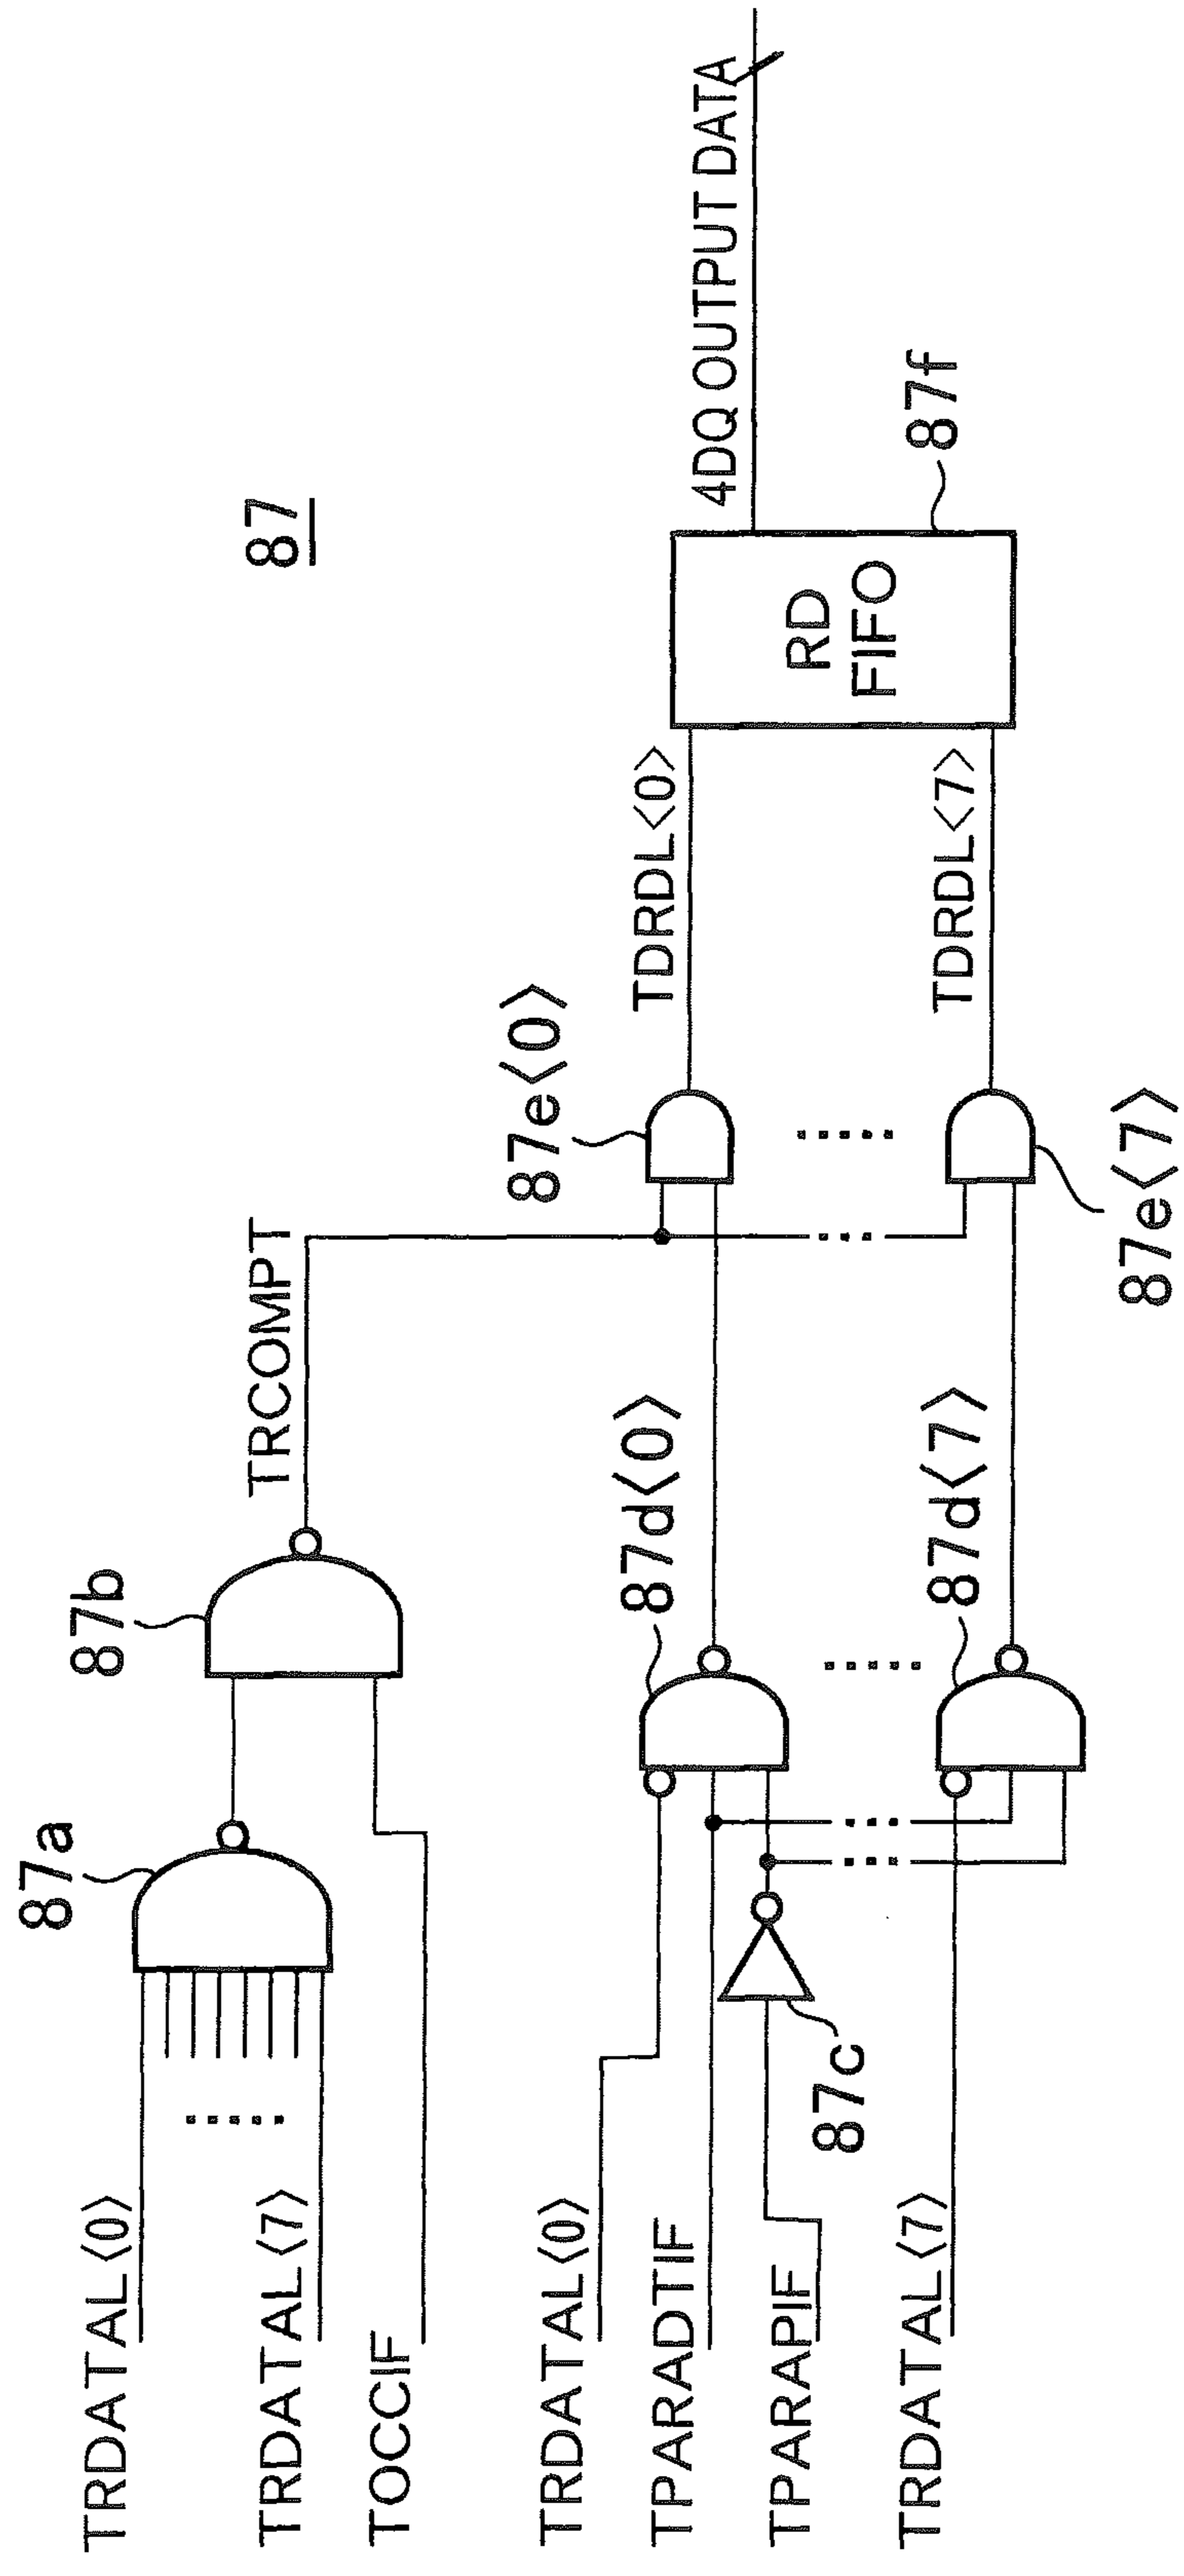 87
87a
87b
TRCOMPT
TRDATAL<0>
TRDATAL<7>
TOCCIF
87e<0>
87d<0>
TDRDL<0>
4DQ OUTPUT DATA
TRDATAL<0>
TPARADTIF
TPARAPIF
87c
RD
FIFO
87f
TRDATAL<7>
87d<7>
TDRDL<7>
87e<7>